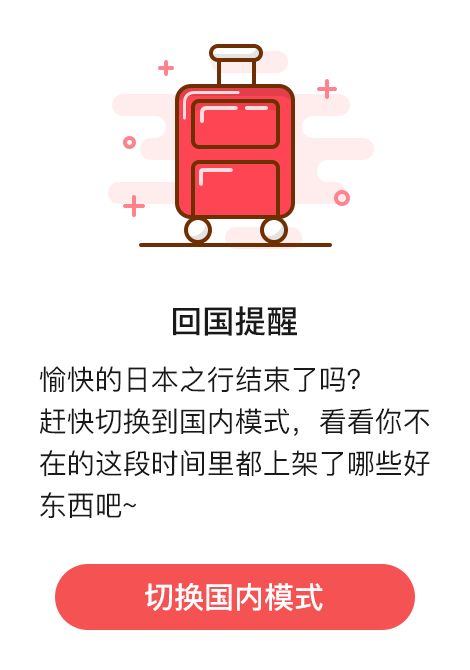 回国提醒
愉快的日本之行结束了吗?
赶快切换到国内模式，看看你不
在的这段时间里都上架了哪些好
东西吧~
切换国内模式